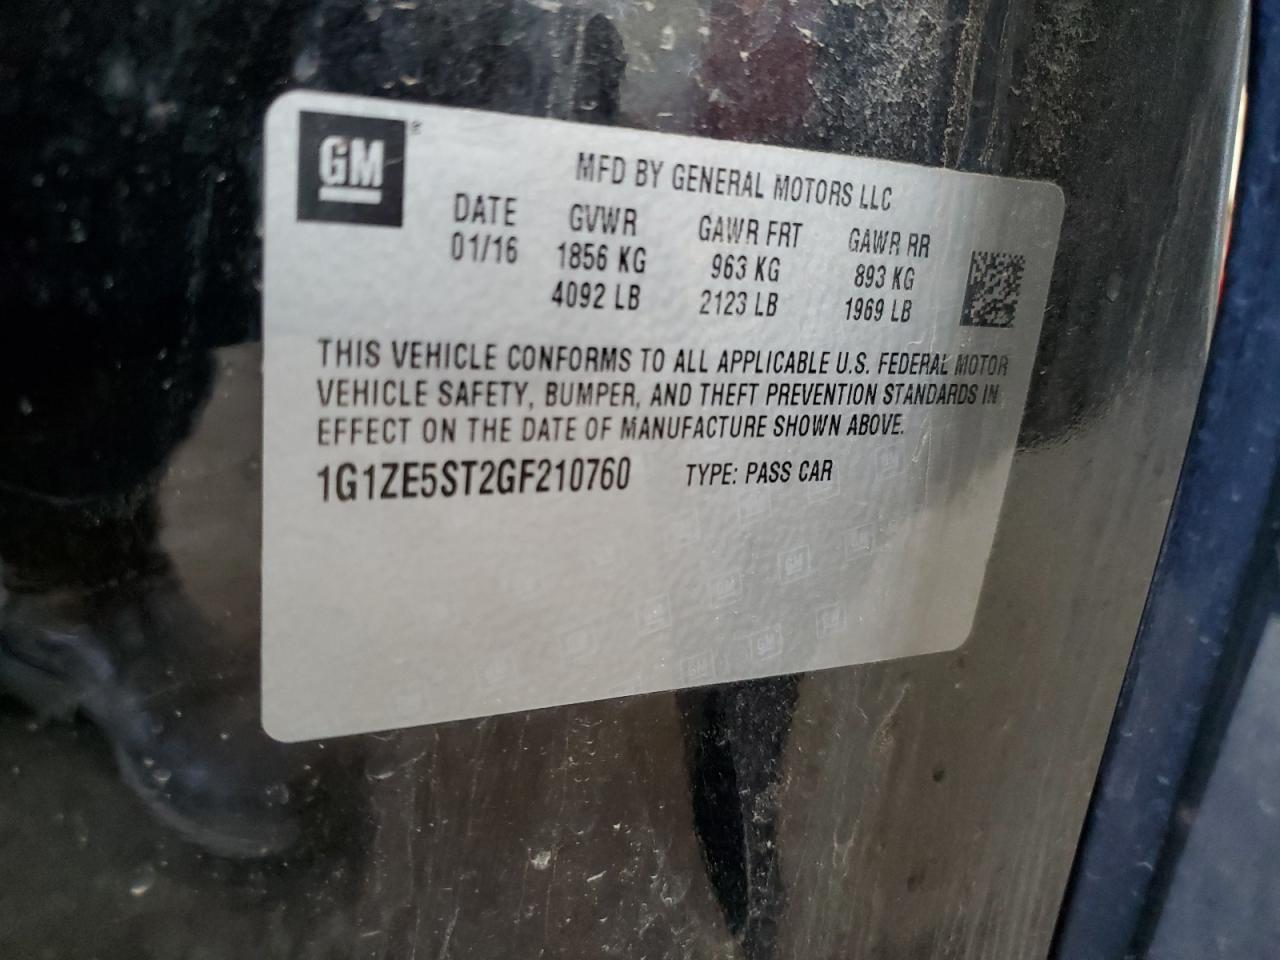 GM®
MFD BY GENERAL MOTORS LLC
DATE GVWR GAWR FRT GAWR RR
01/16 1856 KG 963 KG 893 KG
4092 LB 2123 LB 1969 LB
THIS VEHICLE CONFORMS TO ALL APPLICABLE U.S. FEDERAL MOTOR
VEHICLE SAFETY, BUMPER, AND THEFT PREVENTION STANDARDS IN
EFFECT ON THE DATE OF MANUFACTURE SHOWN ABOVE.
1G1ZE5ST2GF210760 TYPE: PASS CAR